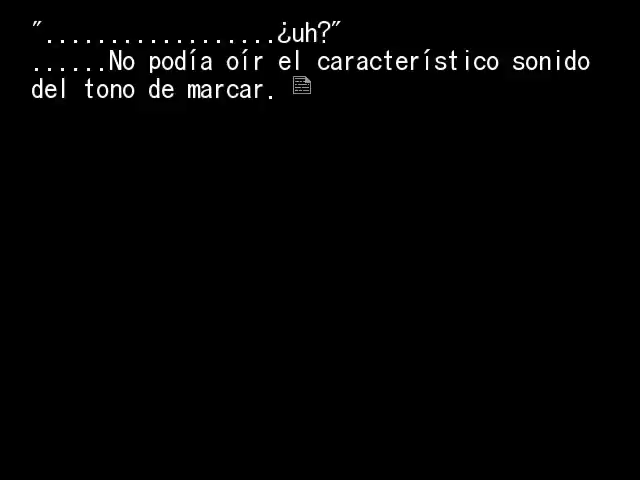 "..................¿uh?"
......No podía oír el característico sonido
del tono de marcar.